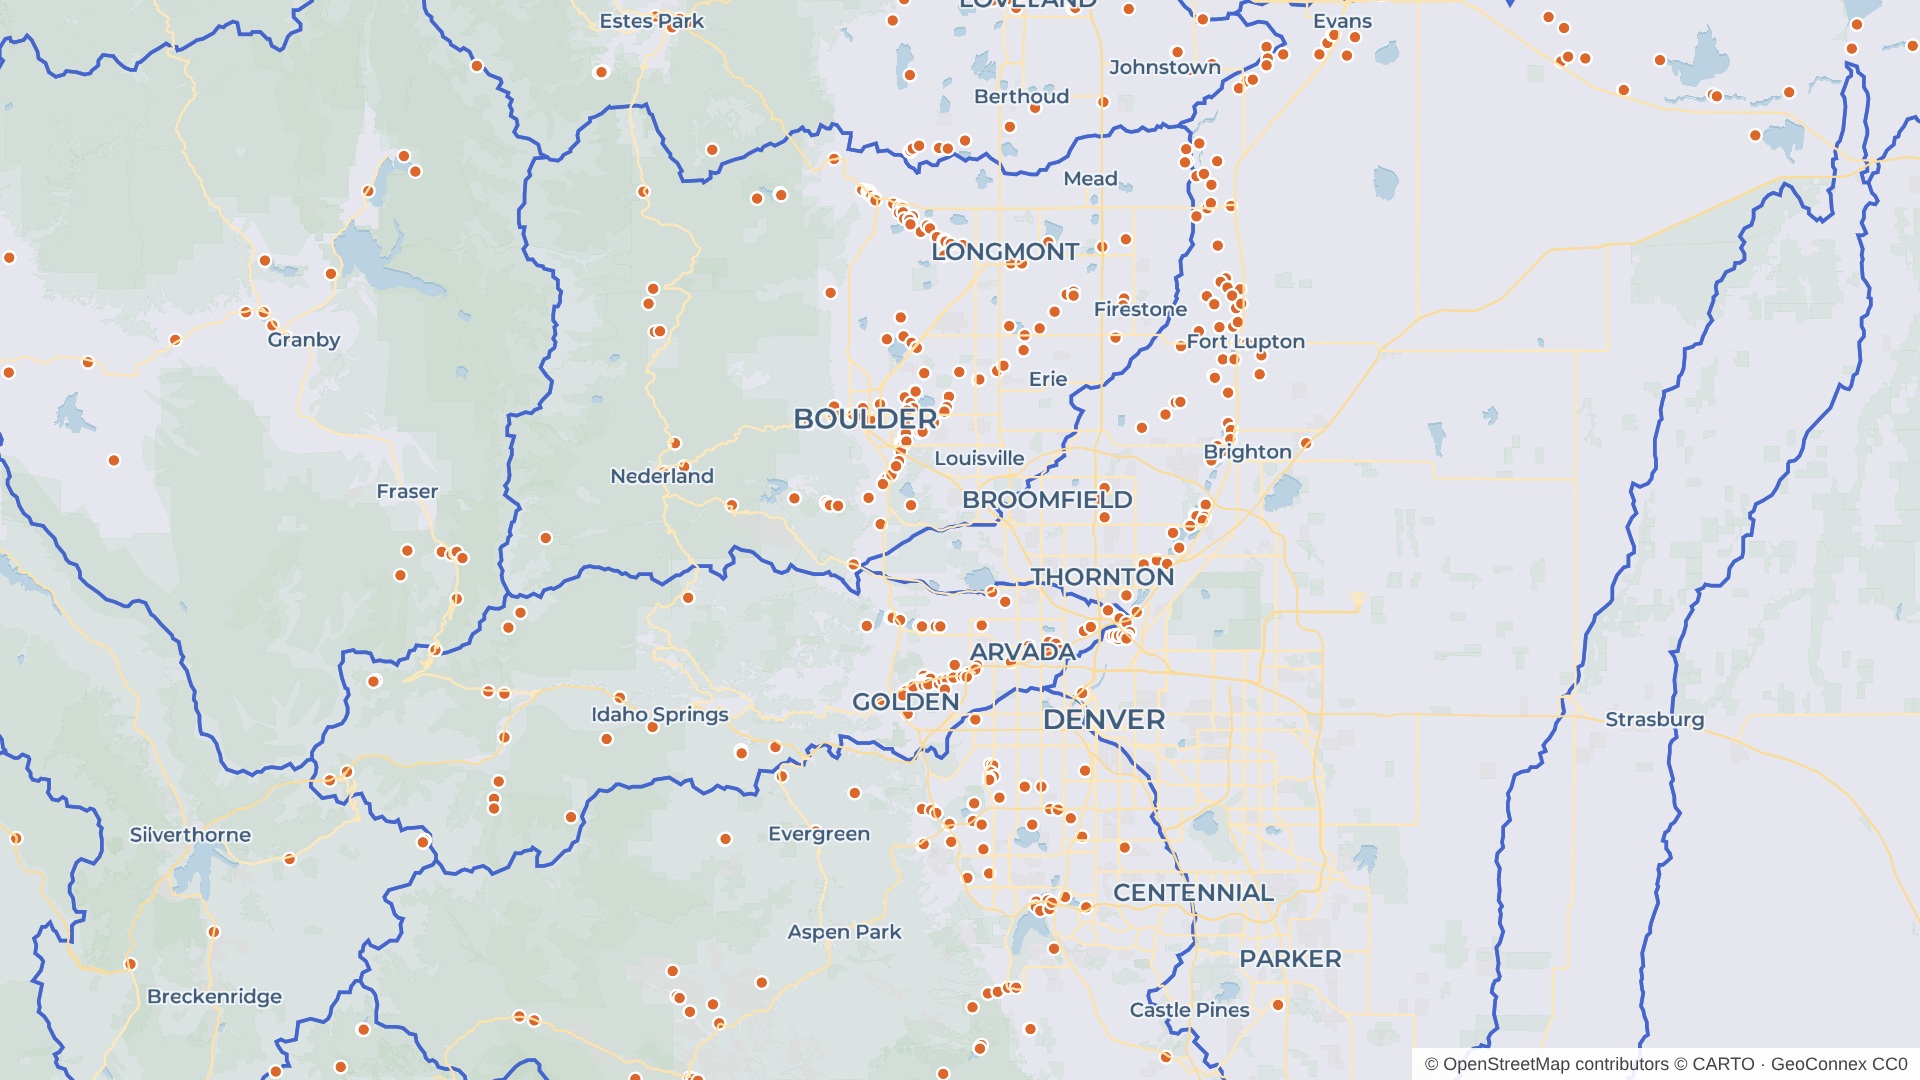 LOVELAND
Estes Park
Evans
Johnstown
Berthoud
Mead
LONGMONT
Firestone
Granby
Fort Lupton
Erie
BOULDER
Brighton
Louisville
Nederland
Fraser
BROOMFIELD
THORNTON
ARVADA
GOLDEN
Idaho Springs
DENVER
Strasburg
Silverthorne
Evergreen
CENTENNIAL
Aspen Park
PARKER
Breckenridge
Castle Pines
© OpenStreetMap contributors © CARTO · GeoConnex CC0